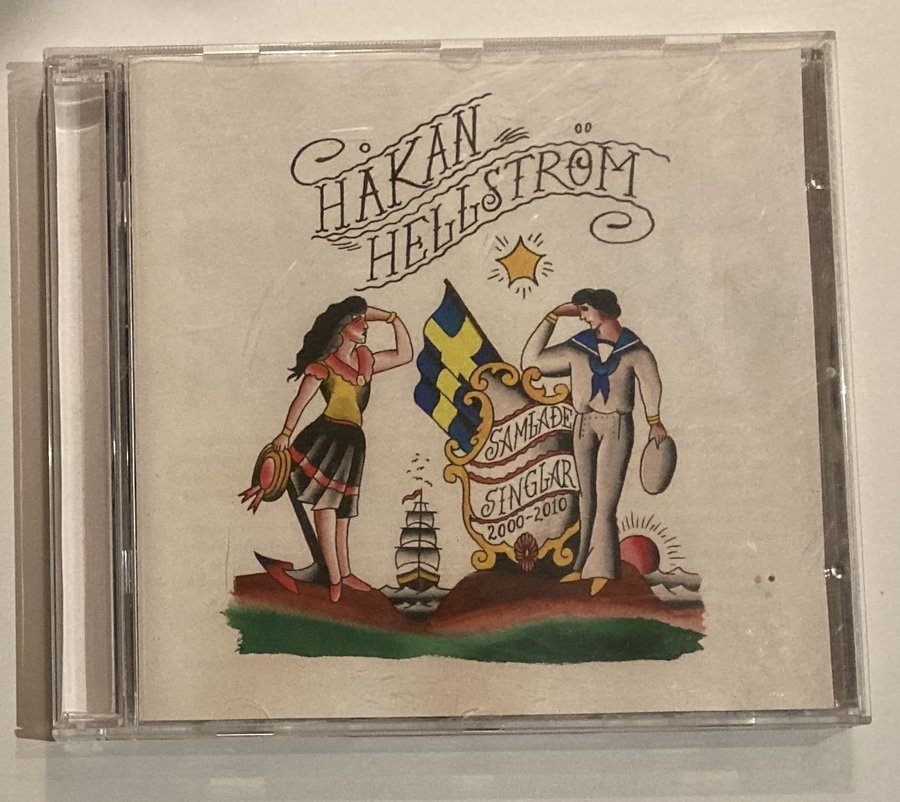 HÅKAN
HELLSTRÖM
SAMLADE
SINGLAR
2000-2010